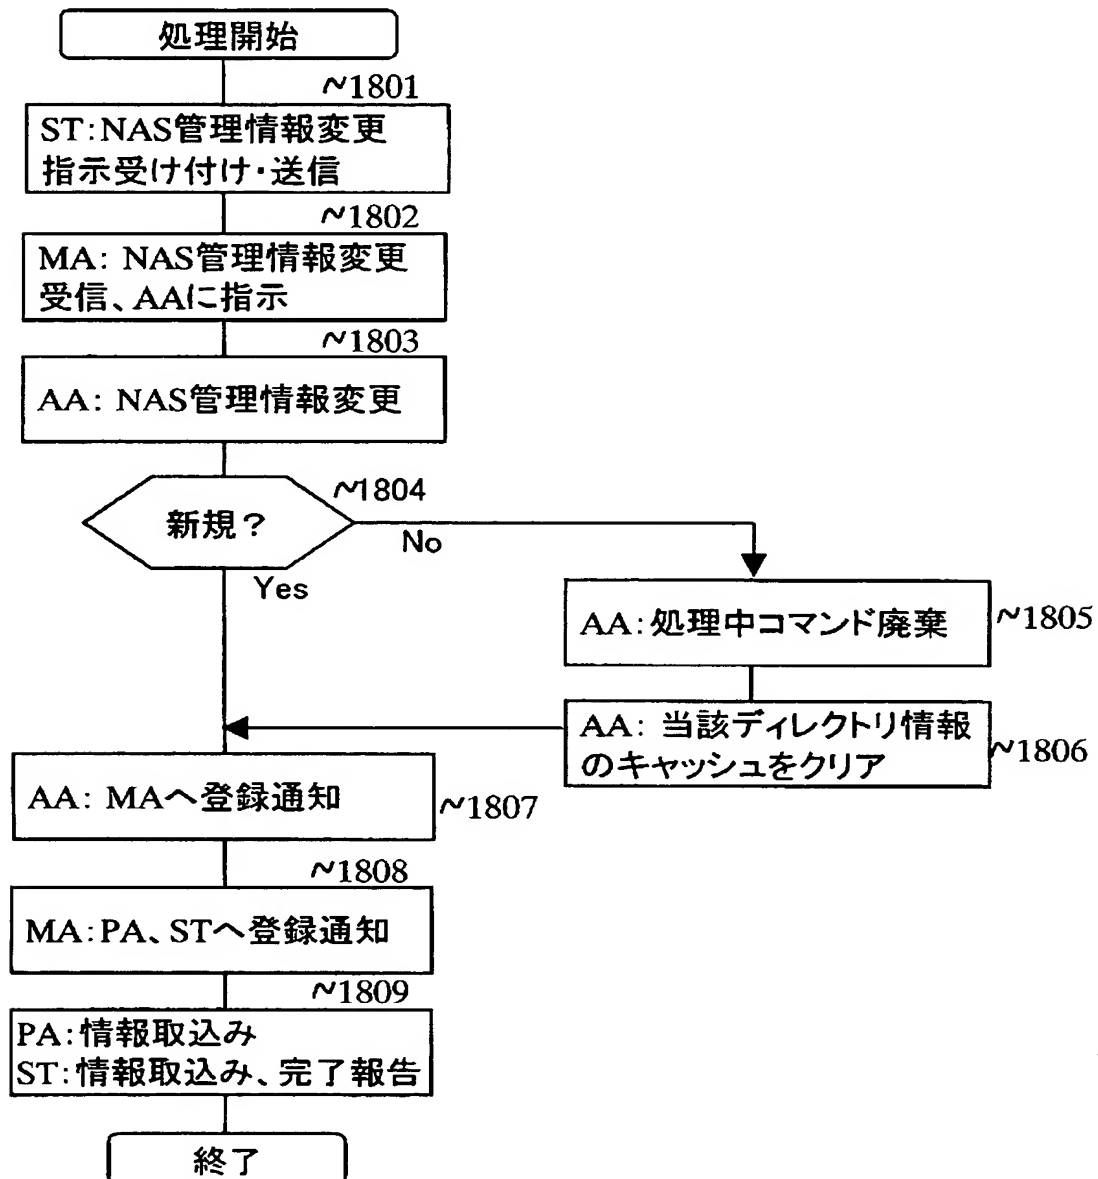 処理開始
~1801
ST:NAS管理情報変更
指示受け付け・送信
~1802
MA: NAS管理情報変更
受信、AAに指示
~1803
AA: NAS管理情報変更
~1804
新規?
No
Yes
AA:処理中コマンド廃棄
~1805
AA: 当該ディレクトリ情報
のキャッシュをクリア
~1806
AA: MAへ登録通知
~1807
~1808
MA:PA、STへ登録通知
~1809
PA:情報取込み
ST:情報取込み、完了報告
終了